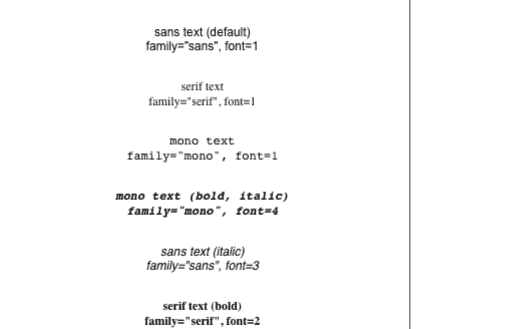 sans text (default)
family="sans", font=1
serif text
family="serif", font=1
mono text
family="mono", font=1
mono text (bold, italic)
family="mono", font=4
sans text (italic)
family="sans", font=3
serif text (bold)
family="serif", font=2